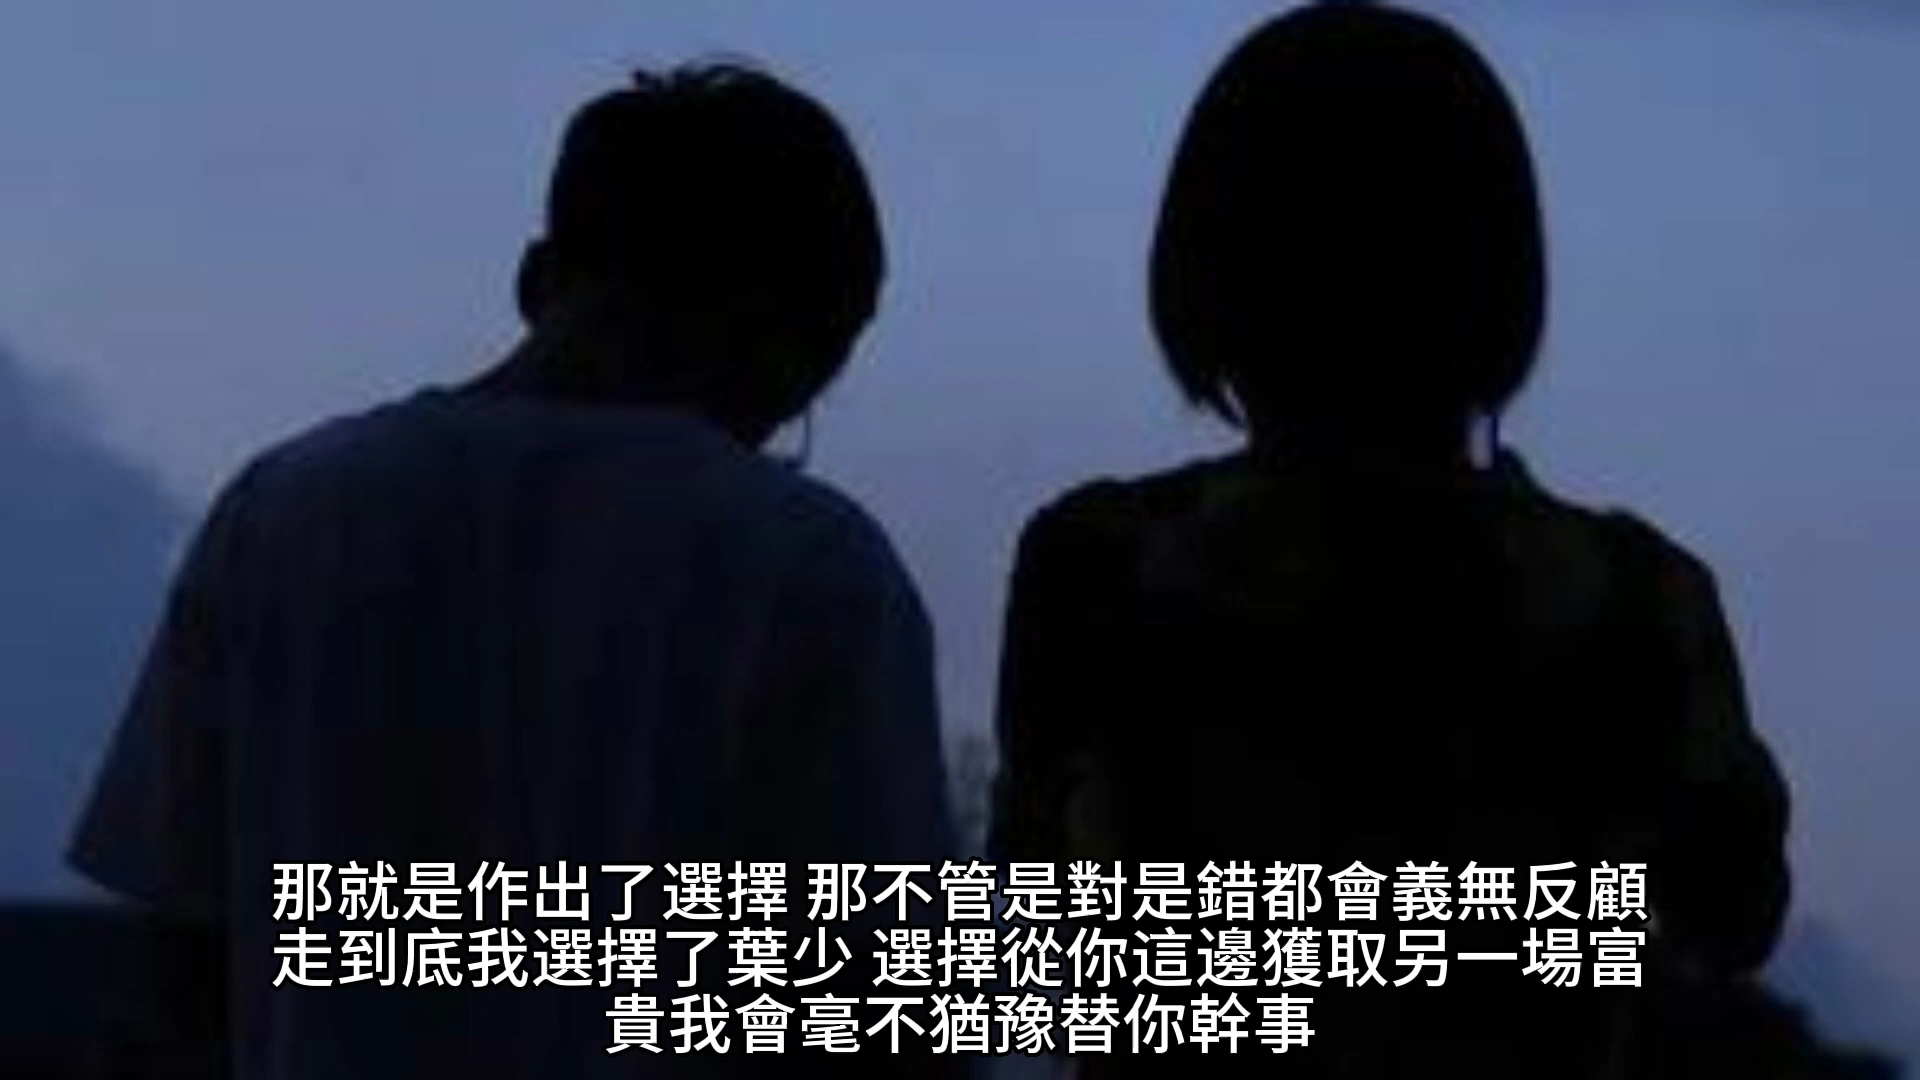 那就是作出了選擇 那不管是對是錯都會義無反顧
走到底我選擇了葉少 選擇從你這邊獲取另一場富
貴我會毫不猶豫替你幹事